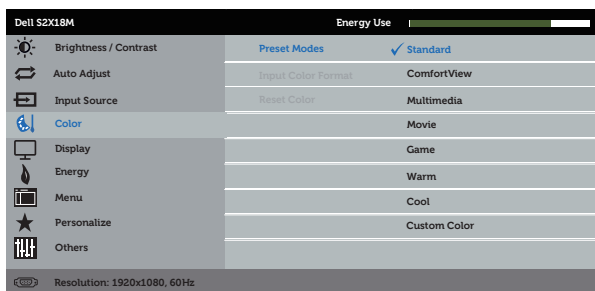 Dell S2X18M Energy Use
Brightness / Contrast Preset Modes Standard
Auto Adjust Input Color Format ComfortView
Input Source Reset Color Multimedia
Color Movie
Display Game
Energy Warm
Menu Cool
Personalize Custom Color
Others
Resolution: 1920x1080, 60Hz